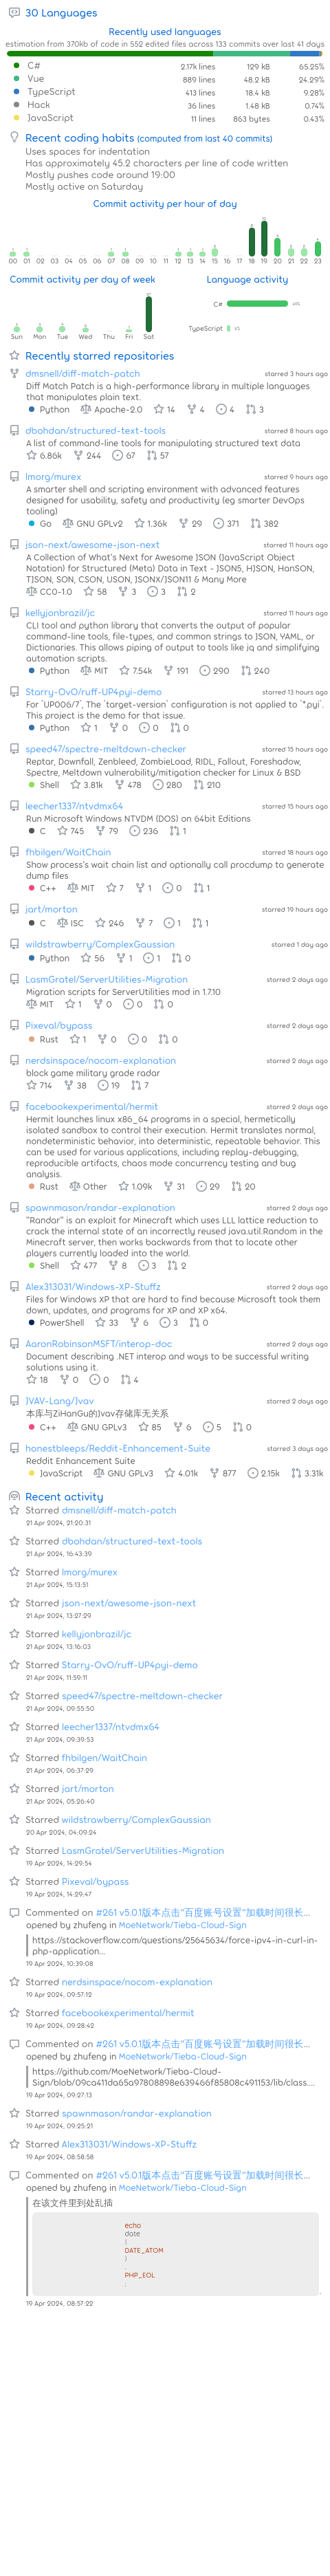 30 Languages
Recently used languages
estimation from 370kb of code in 552 edited files across 133 commits over last 41 days
C# 2.17k lines 129 kB 65.25%
Vue 889 lines 48.2 kB 24.29%
TypeScript 413 lines 18.4 kB 9.28%
Hack 36 lines 1.48 kB 0.74%
JavaScript 11 lines 863 bytes 0.43%
Recent coding habits (computed from last 40 commits)
Uses spaces for indentation
Has approximately 45.2 characters per line of code written
Mostly pushes code around 19:00
Mostly active on Saturday
Commit activity per hour of day
00 01 02 03 04 05 06 07 08 09 10 11 12 13 14 15 16 17 18 19 20 21 22 23
Commit activity per day of week
Sun Mon Tue Wed Thu Fri Sat
Language activity
C#
TypeScript
Recently starred repositories
dmsnell/diff-match-patch starred 3 hours ago
Diff Match Patch is a high-performance library in multiple languages
that manipulates plain text.
Python Apache-2.0 14 4 4 3
dbohdan/structured-text-tools starred 8 hours ago
A list of command-line tools for manipulating structured text data
6.86k 244 67 57
lmorg/murex starred 9 hours ago
A smarter shell and scripting environment with advanced features
designed for usability, safety and productivity (eg smarter DevOps
tooling)
Go GNU GPLv2 1.36k 29 371 382
json-next/awesome-json-next starred 11 hours ago
A Collection of What's Next for Awesome JSON (JavaScript Object
Notation) for Structured (Meta) Data in Text - JSON5, HJSON, HanSON,
TJSON, SON, CSON, USON, JSONX/JSON11 & Many More
CC0-1.0 58 3 3 2
kellyjonbrazil/jc starred 11 hours ago
CLI tool and python library that converts the output of popular
command-line tools, file-types, and common strings to JSON, YAML, or
Dictionaries. This allows piping of output to tools like jq and simplifying
automation scripts.
Python MIT 7.54k 191 290 240
Starry-OvO/ruff-UP4pyi-demo starred 13 hours ago
For `UP006/7`, The `target-version` configuration is not applied to `*.pyi`.
This project is the demo for that issue.
Python 1 0 0 0
speed47/spectre-meltdown-checker starred 15 hours ago
Reptar, Downfall, Zenbleed, ZombieLoad, RIDL, Fallout, Foreshadow,
Spectre, Meltdown vulnerability/mitigation checker for Linux & BSD
Shell 3.81k 478 280 210
leecher1337/ntvdmx64 starred 15 hours ago
Run Microsoft Windows NTVDM (DOS) on 64bit Editions
C 745 79 236 1
fhbilgen/WaitChain starred 18 hours ago
Show process's wait chain list and optionally call procdump to generate
dump files
C++ MIT 7 1 0 1
jart/morton starred 19 hours ago
C ISC 246 7 1 1
wildstrawberry/ComplexGaussian starred 1 day ago
Python 56 1 1 0
LasmGratel/ServerUtilities-Migration starred 2 days ago
Migration scripts for ServerUtilities mod in 1.7.10
MIT 1 0 0 0
Pixeval/bypass starred 2 days ago
Rust 1 0 0 0
nerdsinspace/nocom-explanation starred 2 days ago
block game military grade radar
714 38 19 7
facebookexperimental/hermit starred 2 days ago
Hermit launches linux x86_64 programs in a special, hermetically
isolated sandbox to control their execution. Hermit translates normal,
nondeterministic behavior, into deterministic, repeatable behavior. This
can be used for various applications, including replay-debugging,
reproducible artifacts, chaos mode concurrency testing and bug
analysis.
Rust Other 1.09k 31 29 20
spawnmason/randar-explanation starred 2 days ago
"Randar" is an exploit for Minecraft which uses LLL lattice reduction to
crack the internal state of an incorrectly reused java.util.Random in the
Minecraft server, then works backwards from that to locate other
players currently loaded into the world.
Shell 477 8 3 2
Alex313031/Windows-XP-Stuffz starred 2 days ago
Files for Windows XP that are hard to find because Microsoft took them
down, updates, and programs for XP and XP x64.
PowerShell 33 6 3 0
AaronRobinsonMSFT/interop-doc starred 2 days ago
Document describing .NET interop and ways to be successful writing
solutions using it.
18 0 0 4
JVAV-Lang/Jvav starred 2 days ago
本库与ZiHanGu的Jvav存储库无关系
C++ GNU GPLv3 85 6 5 0
honestbleeps/Reddit-Enhancement-Suite starred 3 days ago
Reddit Enhancement Suite
JavaScript GNU GPLv3 4.01k 877 2.15k 3.31k
Recent activity
Starred dmsnell/diff-match-patch
21 Apr 2024, 21:20:31
Starred dbohdan/structured-text-tools
21 Apr 2024, 16:43:39
Starred lmorg/murex
21 Apr 2024, 15:13:51
Starred json-next/awesome-json-next
21 Apr 2024, 13:27:29
Starred kellyjonbrazil/jc
21 Apr 2024, 13:16:03
Starred Starry-OvO/ruff-UP4pyi-demo
21 Apr 2024, 11:59:11
Starred speed47/spectre-meltdown-checker
21 Apr 2024, 09:55:50
Starred leecher1337/ntvdmx64
21 Apr 2024, 09:39:53
Starred fhbilgen/WaitChain
21 Apr 2024, 06:37:29
Starred jart/morton
21 Apr 2024, 05:26:40
Starred wildstrawberry/ComplexGaussian
20 Apr 2024, 04:09:24
Starred LasmGratel/ServerUtilities-Migration
19 Apr 2024, 14:29:54
Starred Pixeval/bypass
19 Apr 2024, 14:29:47
Commented on #261 v5.0.1版本点击"百度账号设置"加载时间很长...
opened by zhufeng in MoeNetwork/Tieba-Cloud-Sign
https://stackoverflow.com/questions/25645634/force-ipv4-in-curl-in-
php-application...
19 Apr 2024, 10:39:08
Starred nerdsinspace/nocom-explanation
19 Apr 2024, 09:57:12
Starred facebookexperimental/hermit
19 Apr 2024, 09:28:42
Commented on #261 v5.0.1版本点击"百度账号设置"加载时间很长...
opened by zhufeng in MoeNetwork/Tieba-Cloud-Sign
https://github.com/MoeNetwork/Tieba-Cloud-
Sign/blob/09ca411da65a97808898e639466f85808c491153/lib/class....
19 Apr 2024, 09:27:13
Starred spawnmason/randar-explanation
19 Apr 2024, 09:25:21
Starred Alex313031/Windows-XP-Stuffz
19 Apr 2024, 08:58:58
Commented on #261 v5.0.1版本点击"百度账号设置"加载时间很长...
opened by zhufeng in MoeNetwork/Tieba-Cloud-Sign
在该文件里到处乱插
echo
date
(
DATE_ATOM
)
.
PHP_EOL
;
19 Apr 2024, 08:57:22